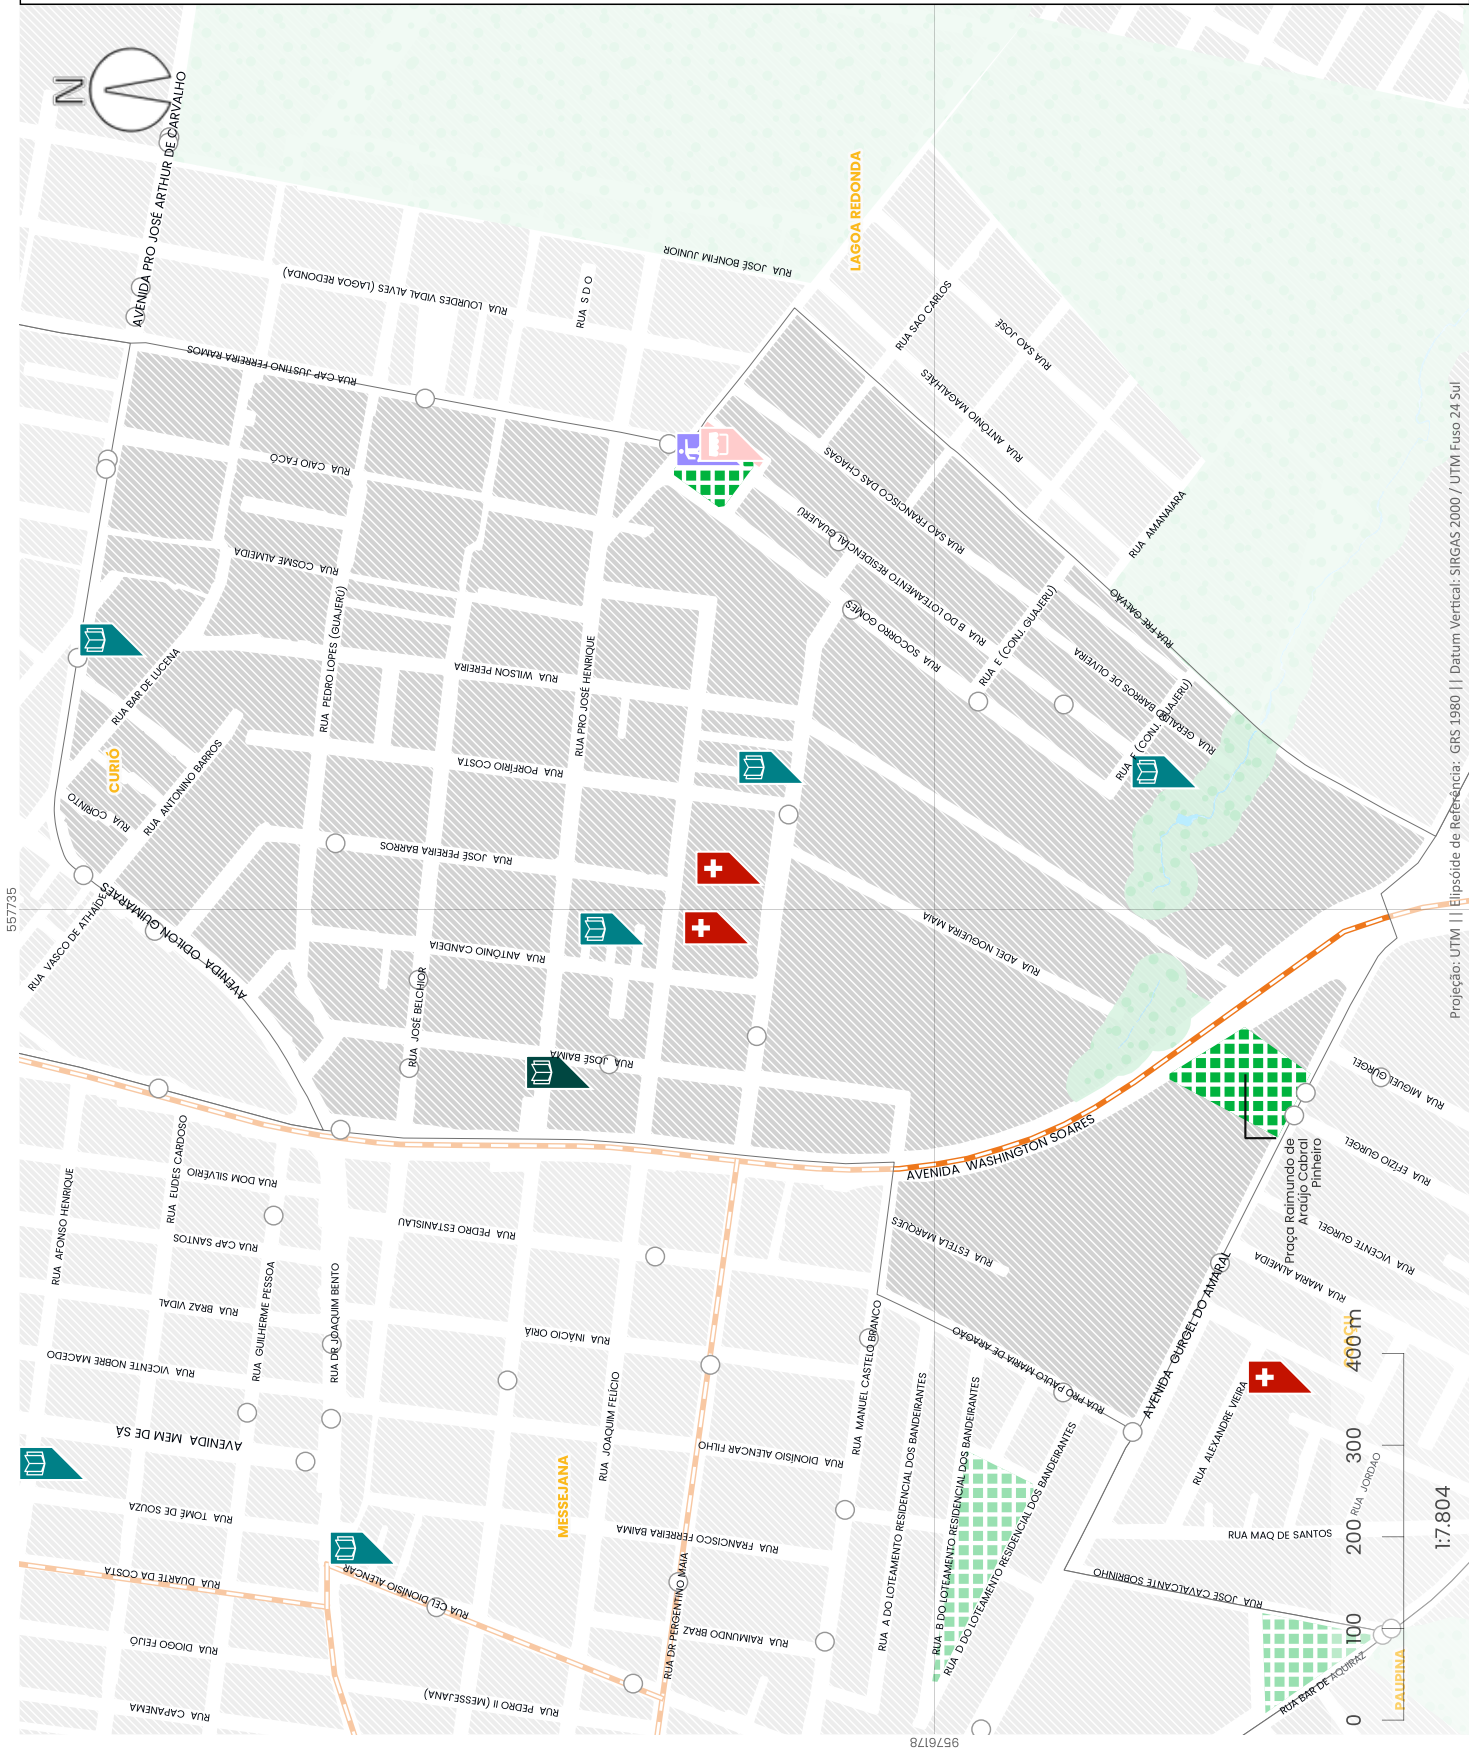 N
AVENIDA PRO JOSÉ ARTHUR DE CARVALHO
LAGOA REDONDA
RUA JOSÉ BONFIM JUNIOR
RUA LOURDES VIDAL ALVES (LAGOA REDONDA)
RUA S D O
RUA SAO CARLOS
RUA SAO JOSÉ
RUA CAP JUSTINO FERREIRA RAMOS
RUA ANTÔNIO MAGALHÃES
RUA CAIO FACÓ
RUA SAO FRANCISCO DAS CHAGAS
RUA AMANAIARA
RUA B DO LOTEAMENTO RESIDENCIAL GUAJERÚ
RUA COSME ALMEIDA
RUA PEDRO LOPES (GUAJERÚ)
RUA SOCORRO GOMES
RUA E (CONJ. GUAJERU)
RUA FRE GALVÃO
RUA BAR DE LUCENA
RUA WILSON PEREIRA
RUA PRO JOSÉ HENRIQUE
RUA GERALDO BARROS DE OLIVEIRA
RUA F (CONJ. GUAJERU)
CURIÓ
RUA ANTONINO BARROS
RUA PORFÍRIO COSTA
RUA CORINTO
RUA JOSÉ PEREIRA BARROS
557735
RUA VASCO DE ATHAÍDE
AVENIDA ODILON GUIMARAES
RUA ANTÔNIO CANDEIA
RUA ADEL NOGUEIRA MAIA
RUA JOSÉ BELCHIOR
RUA JOSÉ BAIMA
RUA MIGUEL GURGEL
AVENIDA WASHINGTON SOARES
RUA EFÍZIO GURGEL
Praça Raimundo de
Araújo Cabral
Pinheiro
RUA EUDES CARDOSO
RUA DOM SILVÉRIO
RUA AFONSO HENRIQUE
RUA CAP SANTOS
RUA PEDRO ESTANISLAU
RUA ESTELA MARQUES
RUA VICENTE GURGEL
RUA MARIA ALMEIDA
AVENIDA GURGEL DO AMARAL
RUA BRAZ VIDAL
RUA GUILHERME PESSOA
RUA DR JOAQUIM BENTO
RUA INÁCIO ORIÁ
RUA MANUEL CASTELO BRANCO
RUA PRO PAULO MARIA DE ARAGÃO
RUA VICENTE NOBRE MACEDO
RUA JOAQUIM FELÍCIO
RUA ALEXANDRE VIEIRA
AVENIDA MEM DE SÁ
RUA DIONÍSIO ALENCAR FILHO
RUA A DO LOTEAMENTO RESIDENCIAL DOS BANDEIRANTES
RUA B DO LOTEAMENTO RESIDENCIAL DOS BANDEIRANTES
RUA D DO LOTEAMENTO RESIDENCIAL DOS BANDEIRANTES
MESSEJANA
RUA TOMÉ DE SOUZA
RUA FRANCISCO FERREIRA BAIMA
RUA JORDAO
RUA MAQ DE SANTOS
RUA DUARTE DA COSTA
RUA CEL DIONÍSIO ALENCAR
RUA DR PERGENTINO MAIA
RUA JOSE CAVALCANTE SOBRINHO
RUA DIOGO FEIJÓ
RUA RAIMUNDO BRAZ
RUA BAR DE AQUIRAZ
RUA CAPANEMA
RUA PEDRO II (MESSEJANA)
PAUPINA
9576178
0
100
200
300
400 m
1:7.804
Projeção: UTM || Elipsóide de Referência: GRS 1980 || Datum Vertical: SIRGAS 2000 / UTM Fuso 24 Sul